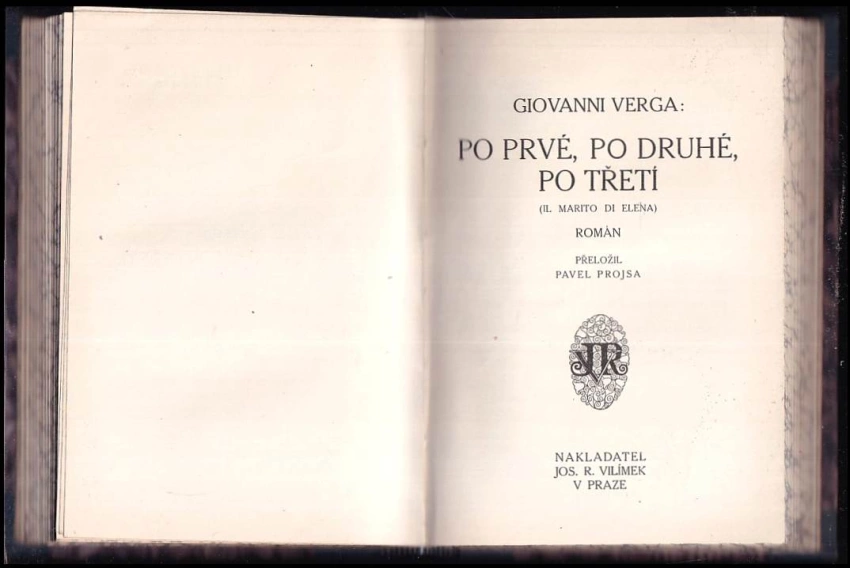 GIOVANNI VERGA:
PO PRVÉ, PO DRUHÉ,
PO TŘETÍ
(IL MARITO DI ELENA)
ROMÁN
PŘELOŽIL
PAVEL PROJSA
JVR
NAKLADATEL
JOS. R. VILÍMEK
V PRAZE